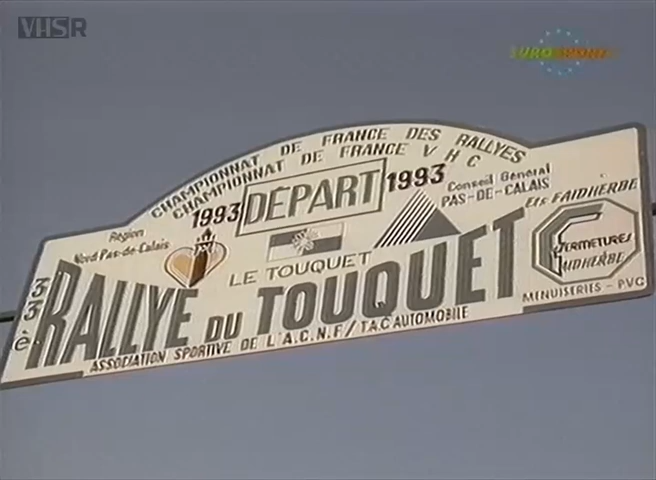 VHSR
EUROSPORT
CHAMPIONNAT DE FRANCE DES RALLYES
CHAMPIONNAT DE FRANCE V H C
1993 DÉPART 1993
Région
Nord Pas-de-Calais
Conseil Général
PAS-DE-CALAIS
LE TOUQUET
Ets FAIDHERBE
FERMETURES
FAIDHERBE
MENUISERIES - PVC
33è RALLYE DU TOUQUET
ASSOCIATION SPORTIVE DE L'A.C.N.F / T.A.C AUTOMOBILE